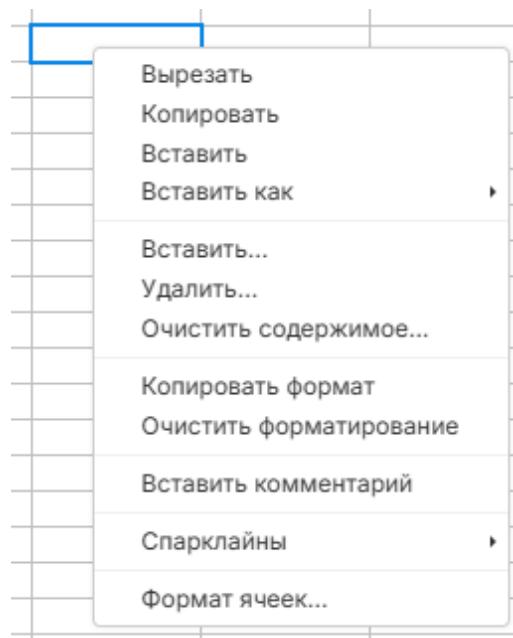 Вырезать
Копировать
Вставить
Вставить как
Вставить...
Удалить...
Очистить содержимое...
Копировать формат
Очистить форматирование
Вставить комментарий
Спарклайны
Формат ячеек...